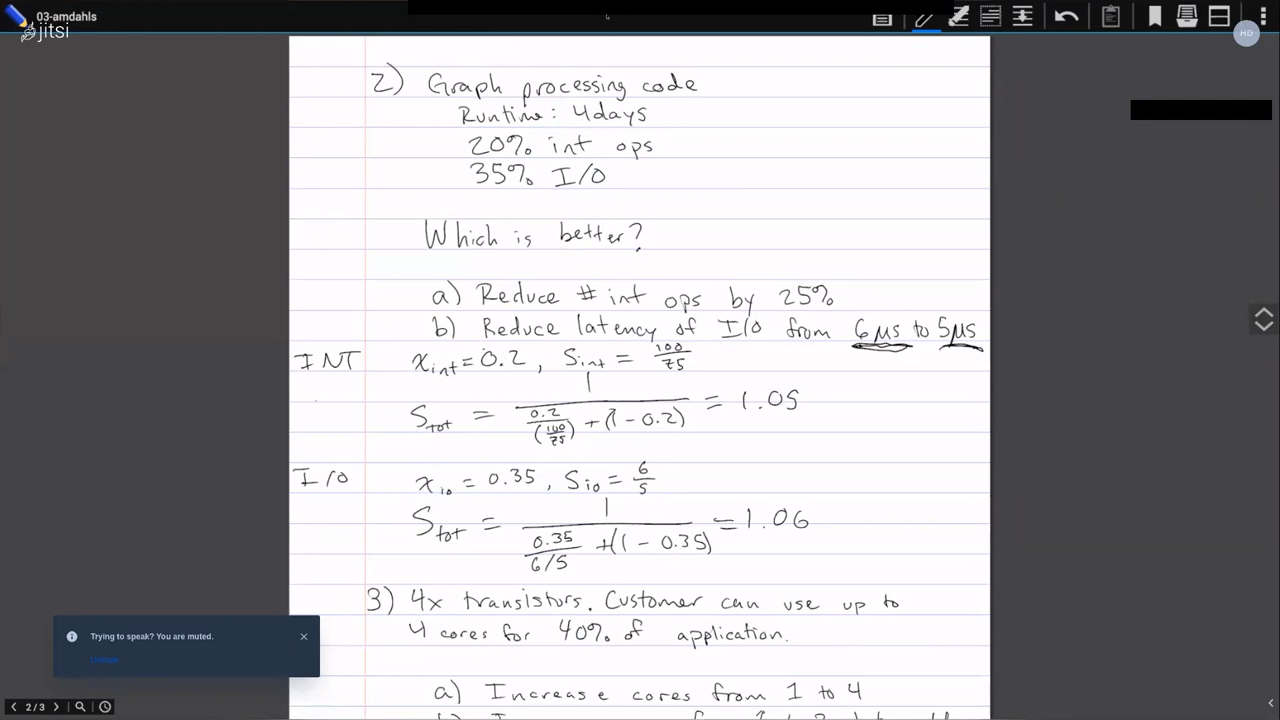 03-amdahls
jitsi
HD
2) Graph processing code
Runtime: 4days
20% int ops
35% I/O
Which is better?
a) Reduce # int ops by 25%
b) Reduce latency of I/O from 6µs to 5µs
INT x_int = 0.2, S_int = 100/75
S_tot = 1 / (0.2/(100/75) + (1 - 0.2)) = 1.05
I/O x_io = 0.35, S_io = 6/5
S_tot = 1 / (0.35/(6/5) + (1 - 0.35)) = 1.06
3) 4x transistors. Customer can use up to
4 cores for 40% of application.
a) Increase cores from 1 to 4
Trying to speak? You are muted.
Unmute
2/3